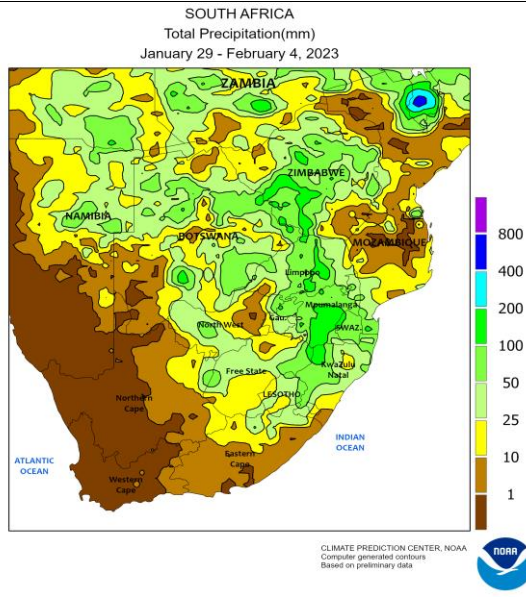 SOUTH AFRICA
Total Precipitation(mm)
January 29 - February 4, 2023
ZAMBIA
ZIMBABWE
NAMIBIA
BOTSWANA
MOZAMBIQUE
Limpopo
Mpumalanga
North West
Gau.
SWAZ.
Free State
KwaZulu
Natal
Northern
Cape
LESOTHO
INDIAN
OCEAN
ATLANTIC
OCEAN
Eastern
Cape
Western
Cape
800
400
200
100
50
25
10
1
CLIMATE PREDICTION CENTER, NOAA
Computer generated contours
Based on preliminary data
NOAA